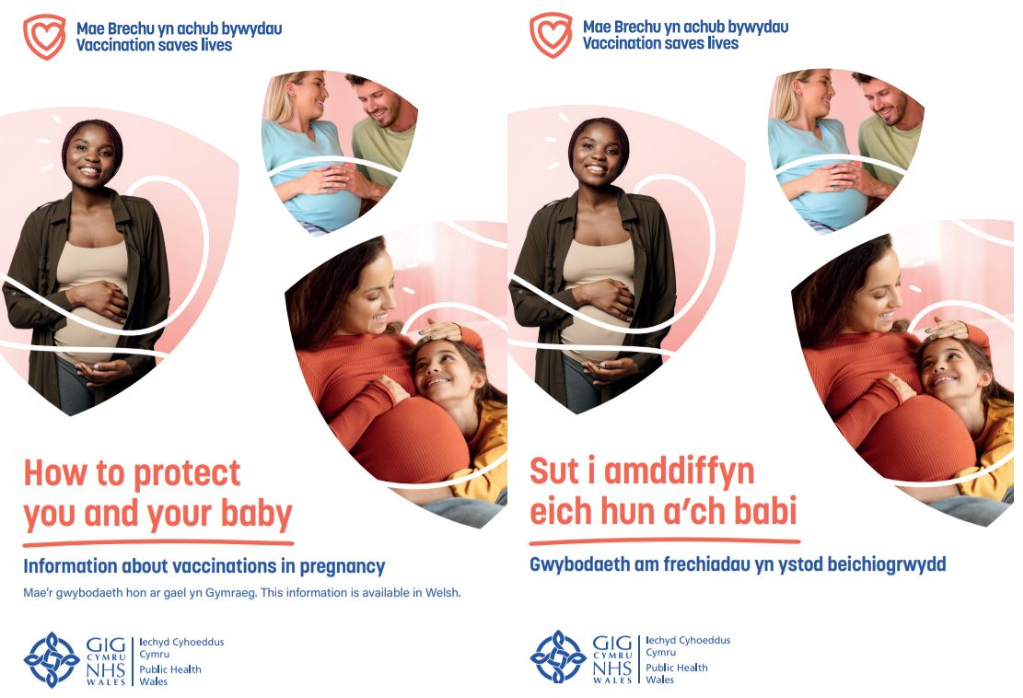 Mae Brechu yn achub bywydau
Vaccination saves lives
How to protect
you and your baby
Information about vaccinations in pregnancy
Mae'r gwybodaeth hon ar gael yn Gymraeg. This information is available in Welsh.
GIG
CYMRU
NHS
WALES
Iechyd Cyhoeddus
Cymru
Public Health
Wales
Mae Brechu yn achub bywydau
Vaccination saves lives
Sut i amddiffyn
eich hun a'ch babi
Gwybodaeth am frechiadau yn ystod beichiogrwydd
GIG
CYMRU
NHS
WALES
Iechyd Cyhoeddus
Cymru
Public Health
Wales